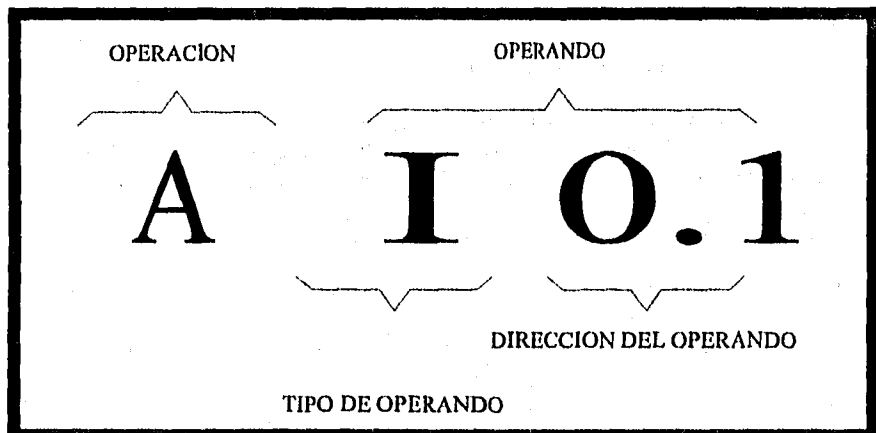 OPERACION OPERANDO
A I 0.1
DIRECCION DEL OPERANDO
TIPO DE OPERANDO